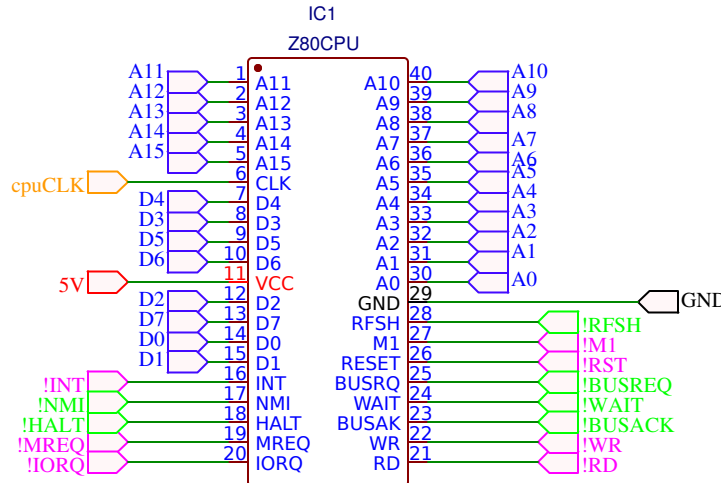 IC1
Z80CPU
A11 1 A11 A10 40 A10
A12 2 A12 A9 39 A9
A13 3 A13 A8 38 A8
A14 4 A14 A7 37 A7
A15 5 A15 A6 36 A6
cpuCLK 6 CLK A5 35 A5
D4 7 D4 A4 34 A4
D3 8 D3 A3 33 A3
D5 9 D5 A2 32 A2
D6 10 D6 A1 31 A1
5V 11 VCC A0 30 A0
D2 12 D2 GND 29 GND
D7 13 D7 RFSH 28 !RFSH
D0 14 D0 M1 27 !M1
D1 15 D1 RESET 26 !RST
!INT 16 INT BUSRQ 25 !BUSREQ
!NMI 17 NMI WAIT 24 !WAIT
!HALT 18 HALT BUSAK 23 !BUSACK
!MREQ 19 MREQ WR 22 !WR
!IORQ 20 IORQ RD 21 !RD